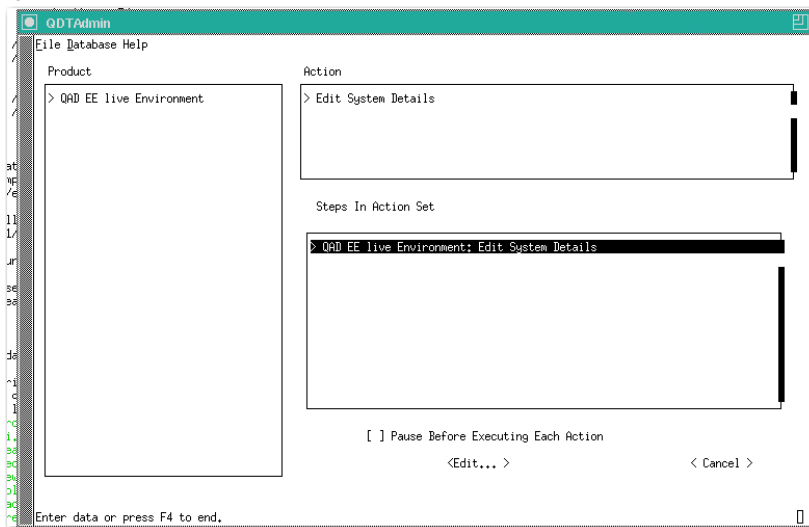 QDTAdmin
File Database Help
Product
Action
> QAD EE live Environment
> Edit System Details
Steps In Action Set
> QAD EE live Environment: Edit System Details
[ ] Pause Before Executing Each Action
<Edit... >
< Cancel >
Enter data or press F4 to end.